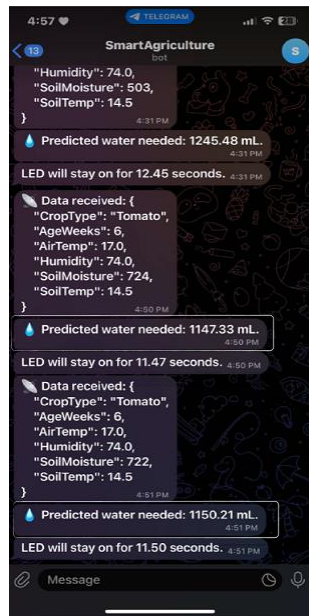 4:57
TELEGRAM
23
13
SmartAgriculture
bot
S
"Humidity": 74.0,
"SoilMoisture": 503,
"SoilTemp": 14.5
}
4:31 PM
Predicted water needed: 1245.48 mL.
4:31 PM
LED will stay on for 12.45 seconds. 4:31 PM
Data received: {
"CropType": "Tomato",
"AgeWeeks": 6,
"AirTemp": 17.0,
"Humidity": 74.0,
"SoilMoisture": 724,
"SoilTemp": 14.5
}
4:50 PM
Predicted water needed: 1147.33 mL.
4:50 PM
LED will stay on for 11.47 seconds. 4:50 PM
Data received: {
"CropType": "Tomato",
"AgeWeeks": 6,
"AirTemp": 17.0,
"Humidity": 74.0,
"SoilMoisture": 722,
"SoilTemp": 14.5
}
4:51 PM
Predicted water needed: 1150.21 mL.
4:51 PM
LED will stay on for 11.50 seconds. 4:51 PM
Message